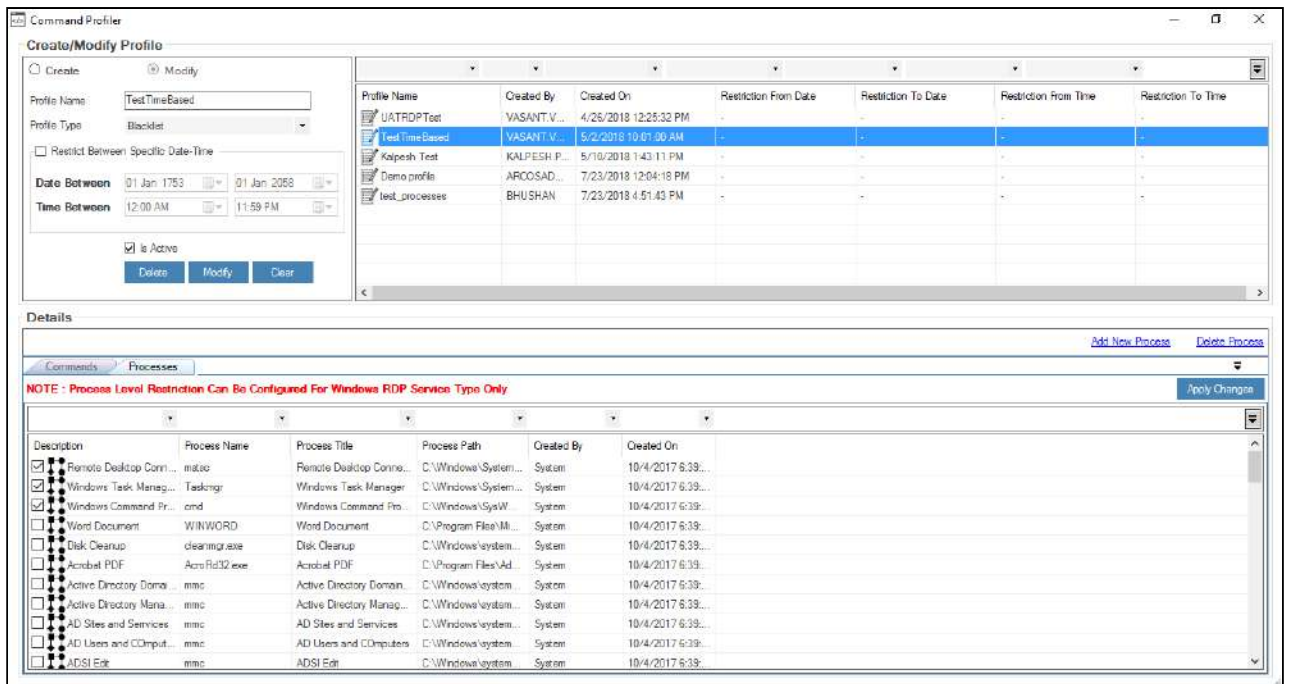 Command Profiler
Create/Modify Profile
Create Modify
Profile Name TestTimeBased
Profile Type Blacklist
Restrict Between Specific Date-Time
Date Between 01 Jan 1753 01 Jan 2058
Time Between 12:00 AM 11:59 PM
Is Active
Delete Modify Clear
Profile Name Created By Created On Restriction From Date Restriction To Date Restriction From Time Restriction To Time
UATRDPTest VASANT.V... 4/26/2018 12:25:32 PM - - - -
TestTimeBased VASANT.V... 5/2/2018 10:01:00 AM - - - -
Kalpesh Test KALPESH.P... 5/10/2018 1:43:11 PM - - - -
Demo profile ARCOSAD... 7/23/2018 12:04:18 PM - - - -
test_processes BHUSHAN 7/23/2018 4:51:43 PM - - - -
Details
Add New Process Delete Process
Commands Processes
NOTE : Process Level Restriction Can Be Configured For Windows RDP Service Type Only
Apply Changes
Description Process Name Process Title Process Path Created By Created On
Remote Desktop Conn... mstsc Remote Desktop Conne... C:\Windows\System... System 10/4/2017 6:39:...
Windows Task Manag... Taskmgr Windows Task Manager C:\Windows\System... System 10/4/2017 6:39:...
Windows Command Pr... cmd Windows Command Pro... C:\Windows\SysW... System 10/4/2017 6:39:...
Word Document WINWORD Word Document C:\Program Files\Mi... System 10/4/2017 6:39:...
Disk Cleanup cleanmgr.exe Disk Cleanup C:\Windows\system... System 10/4/2017 6:39:...
Acrobat PDF AcroRd32.exe Acrobat PDF C:\Program Files\Ad... System 10/4/2017 6:39:...
Active Directory Domai... mmc Active Directory Domain... C:\Windows\system... System 10/4/2017 6:39:...
Active Directory Mana... mmc Active Directory Manag... C:\Windows\system... System 10/4/2017 6:39:...
AD Sites and Serrvices mmc AD Sites and Serrvices C:\Windows\system... System 10/4/2017 6:39:...
AD Users and COmput... mmc AD Users and COmputers C:\Windows\system... System 10/4/2017 6:39:...
ADSI Edit mmc ADSI Edit C:\Windows\system... System 10/4/2017 6:39:...